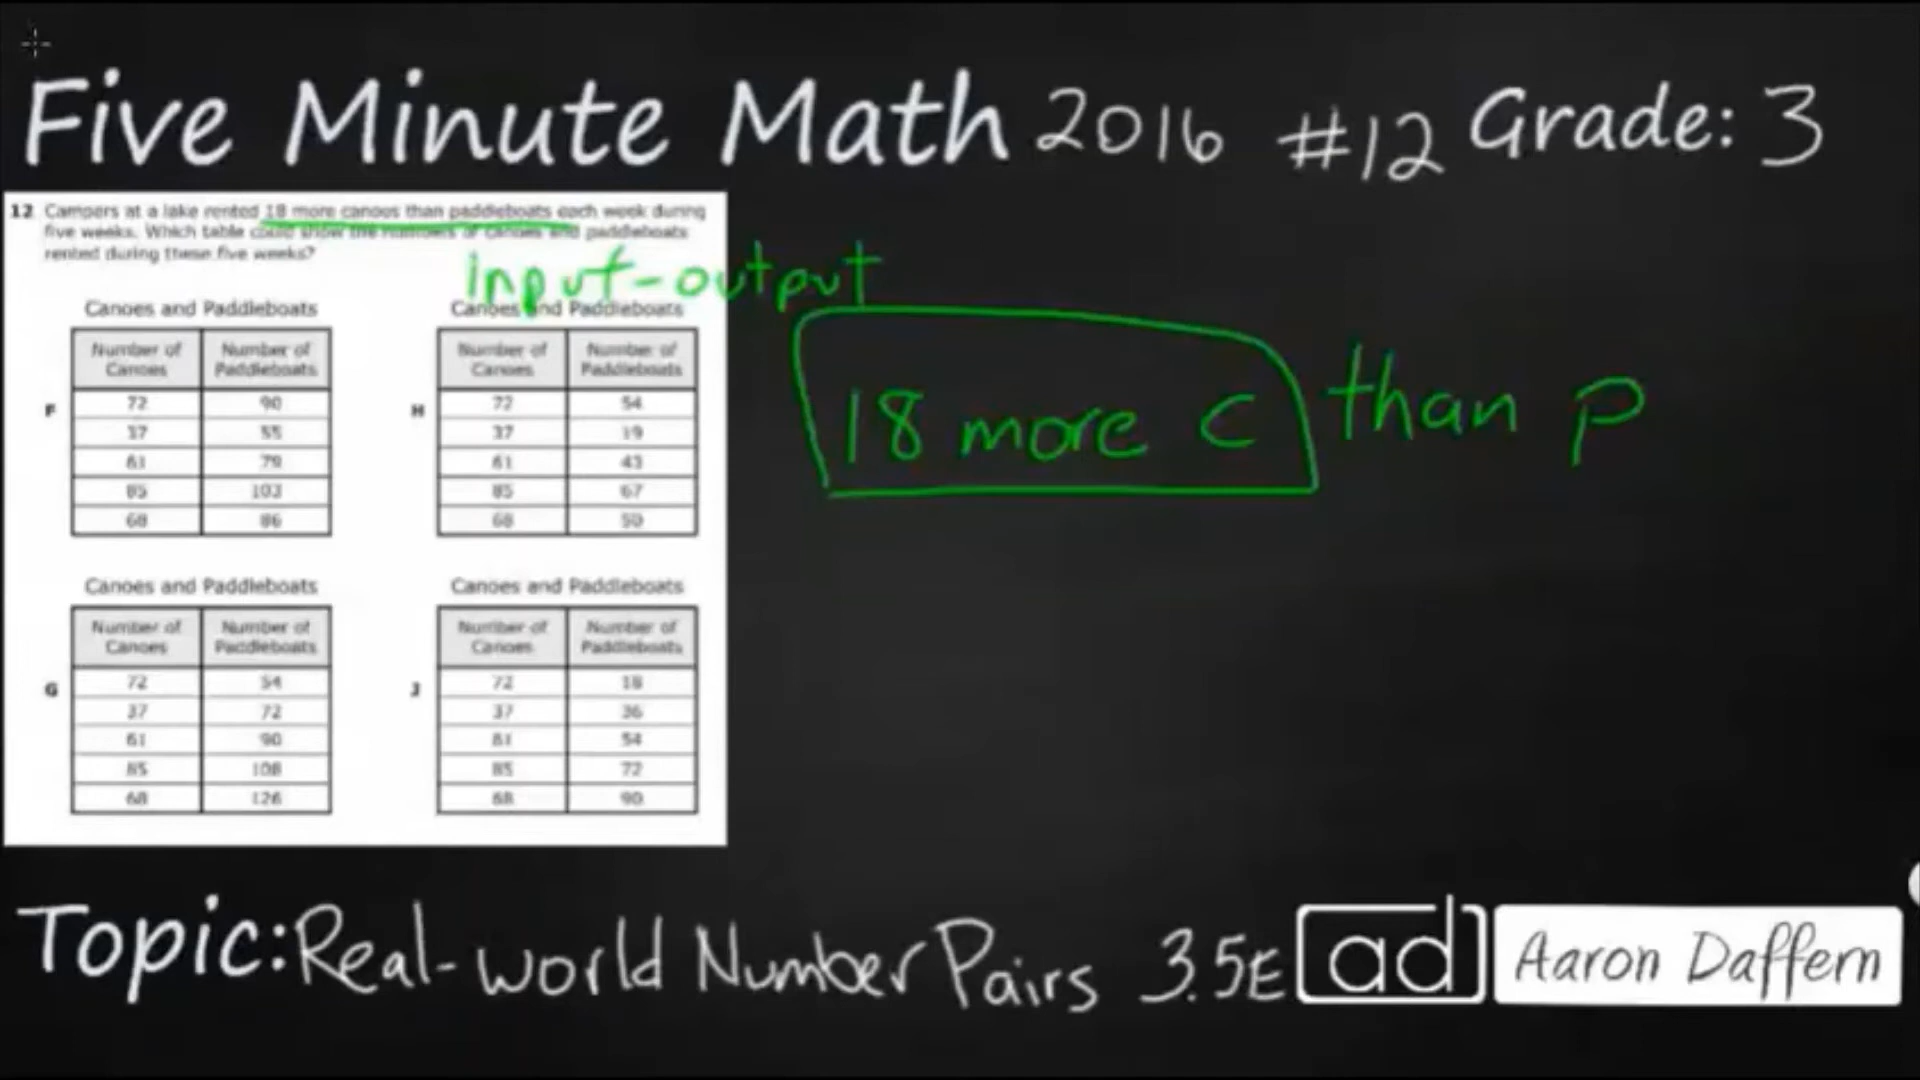 Five Minute Math 2016 #12 Grade: 3
12 Campers at a lake rented 18 more canoes than paddleboats each week during
five weeks. Which table could show the numbers of canoes and paddleboats
rented during these five weeks?
input-output
Canoes and Paddleboats
Number of Canoes Number of Paddleboats
F
72 90
37 55
61 79
85 103
68 86
Canoes and Paddleboats
Number of Canoes Number of Paddleboats
H
72 54
37 19
61 43
85 67
68 50
18 more c than p
Canoes and Paddleboats
Number of Canoes Number of Paddleboats
G
72 54
37 72
61 90
85 108
68 126
Canoes and Paddleboats
Number of Canoes Number of Paddleboats
J
72 18
37 36
61 54
85 72
68 90
Topic: Real-world Number Pairs 3.5E ad Aaron Daffern